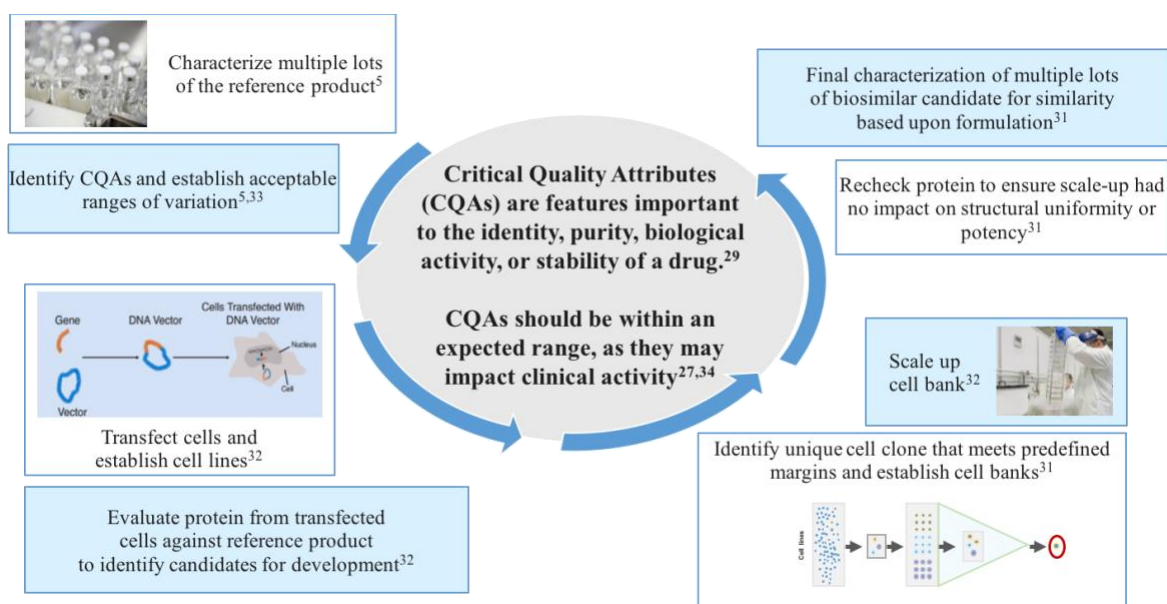 Characterize multiple lots
of the reference product5
Identify CQAs and establish acceptable
ranges of variation5,33
Gene
DNA Vector
Cells Transfected With
DNA Vector
Nucleus
Cell
Vector
Transfect cells and
establish cell lines32
Evaluate protein from transfected
cells against reference product
to identify candidates for development32
Critical Quality Attributes
(CQAs) are features important
to the identity, purity, biological
activity, or stability of a drug.29
CQAs should be within an
expected range, as they may
impact clinical activity27,34
Identify unique cell clone that meets predefined
margins and establish cell banks31
Cell lines
Scale up
cell bank32
Recheck protein to ensure scale-up had
no impact on structural uniformity or
potency31
Final characterization of multiple lots
of biosimilar candidate for similarity
based upon formulation31